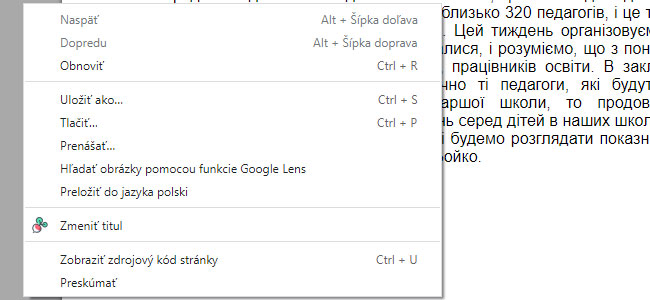 Naspäť Alt + Šípka doľava
Dopredu Alt + Šípka doprava
Obnoviť Ctrl + R
Uložiť ako... Ctrl + S
Tlačiť... Ctrl + P
Prenášať...
Hľadať obrázky pomocou funkcie Google Lens
Preložiť do jazyka polski
Zmeniť titul
Zobraziť zdrojový kód stránky Ctrl + U
Preskúmať
близько 320 педагогів, і це т
. Цей тиждень організовуєм
алися, і розуміємо, що з пон
працівників освіти. В закл
чно ті педагоги, які будут
аршої школи, то продов
нь серед дітей в наших школ
і будемо розглядати показн
ойко.